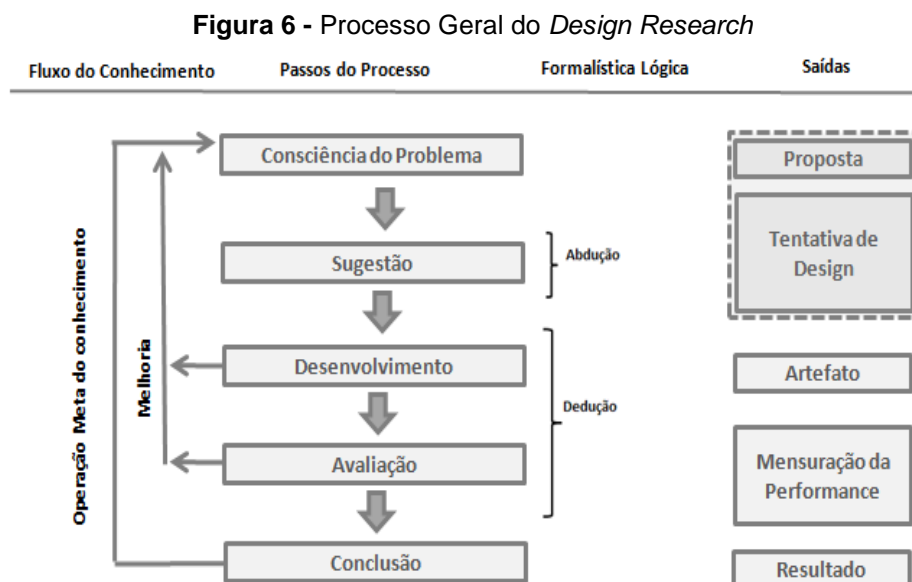 Figura 6 - Processo Geral do Design Research
Fluxo do Conhecimento Passos do Processo Formalística Lógica Saídas
Consciência do Problema
Proposta
Sugestão
Abdução
Tentativa de
Design
Operação Meta do conhecimento
Melhoria
Desenvolvimento
Artefato
Dedução
Avaliação
Mensuração da
Performance
Conclusão
Resultado